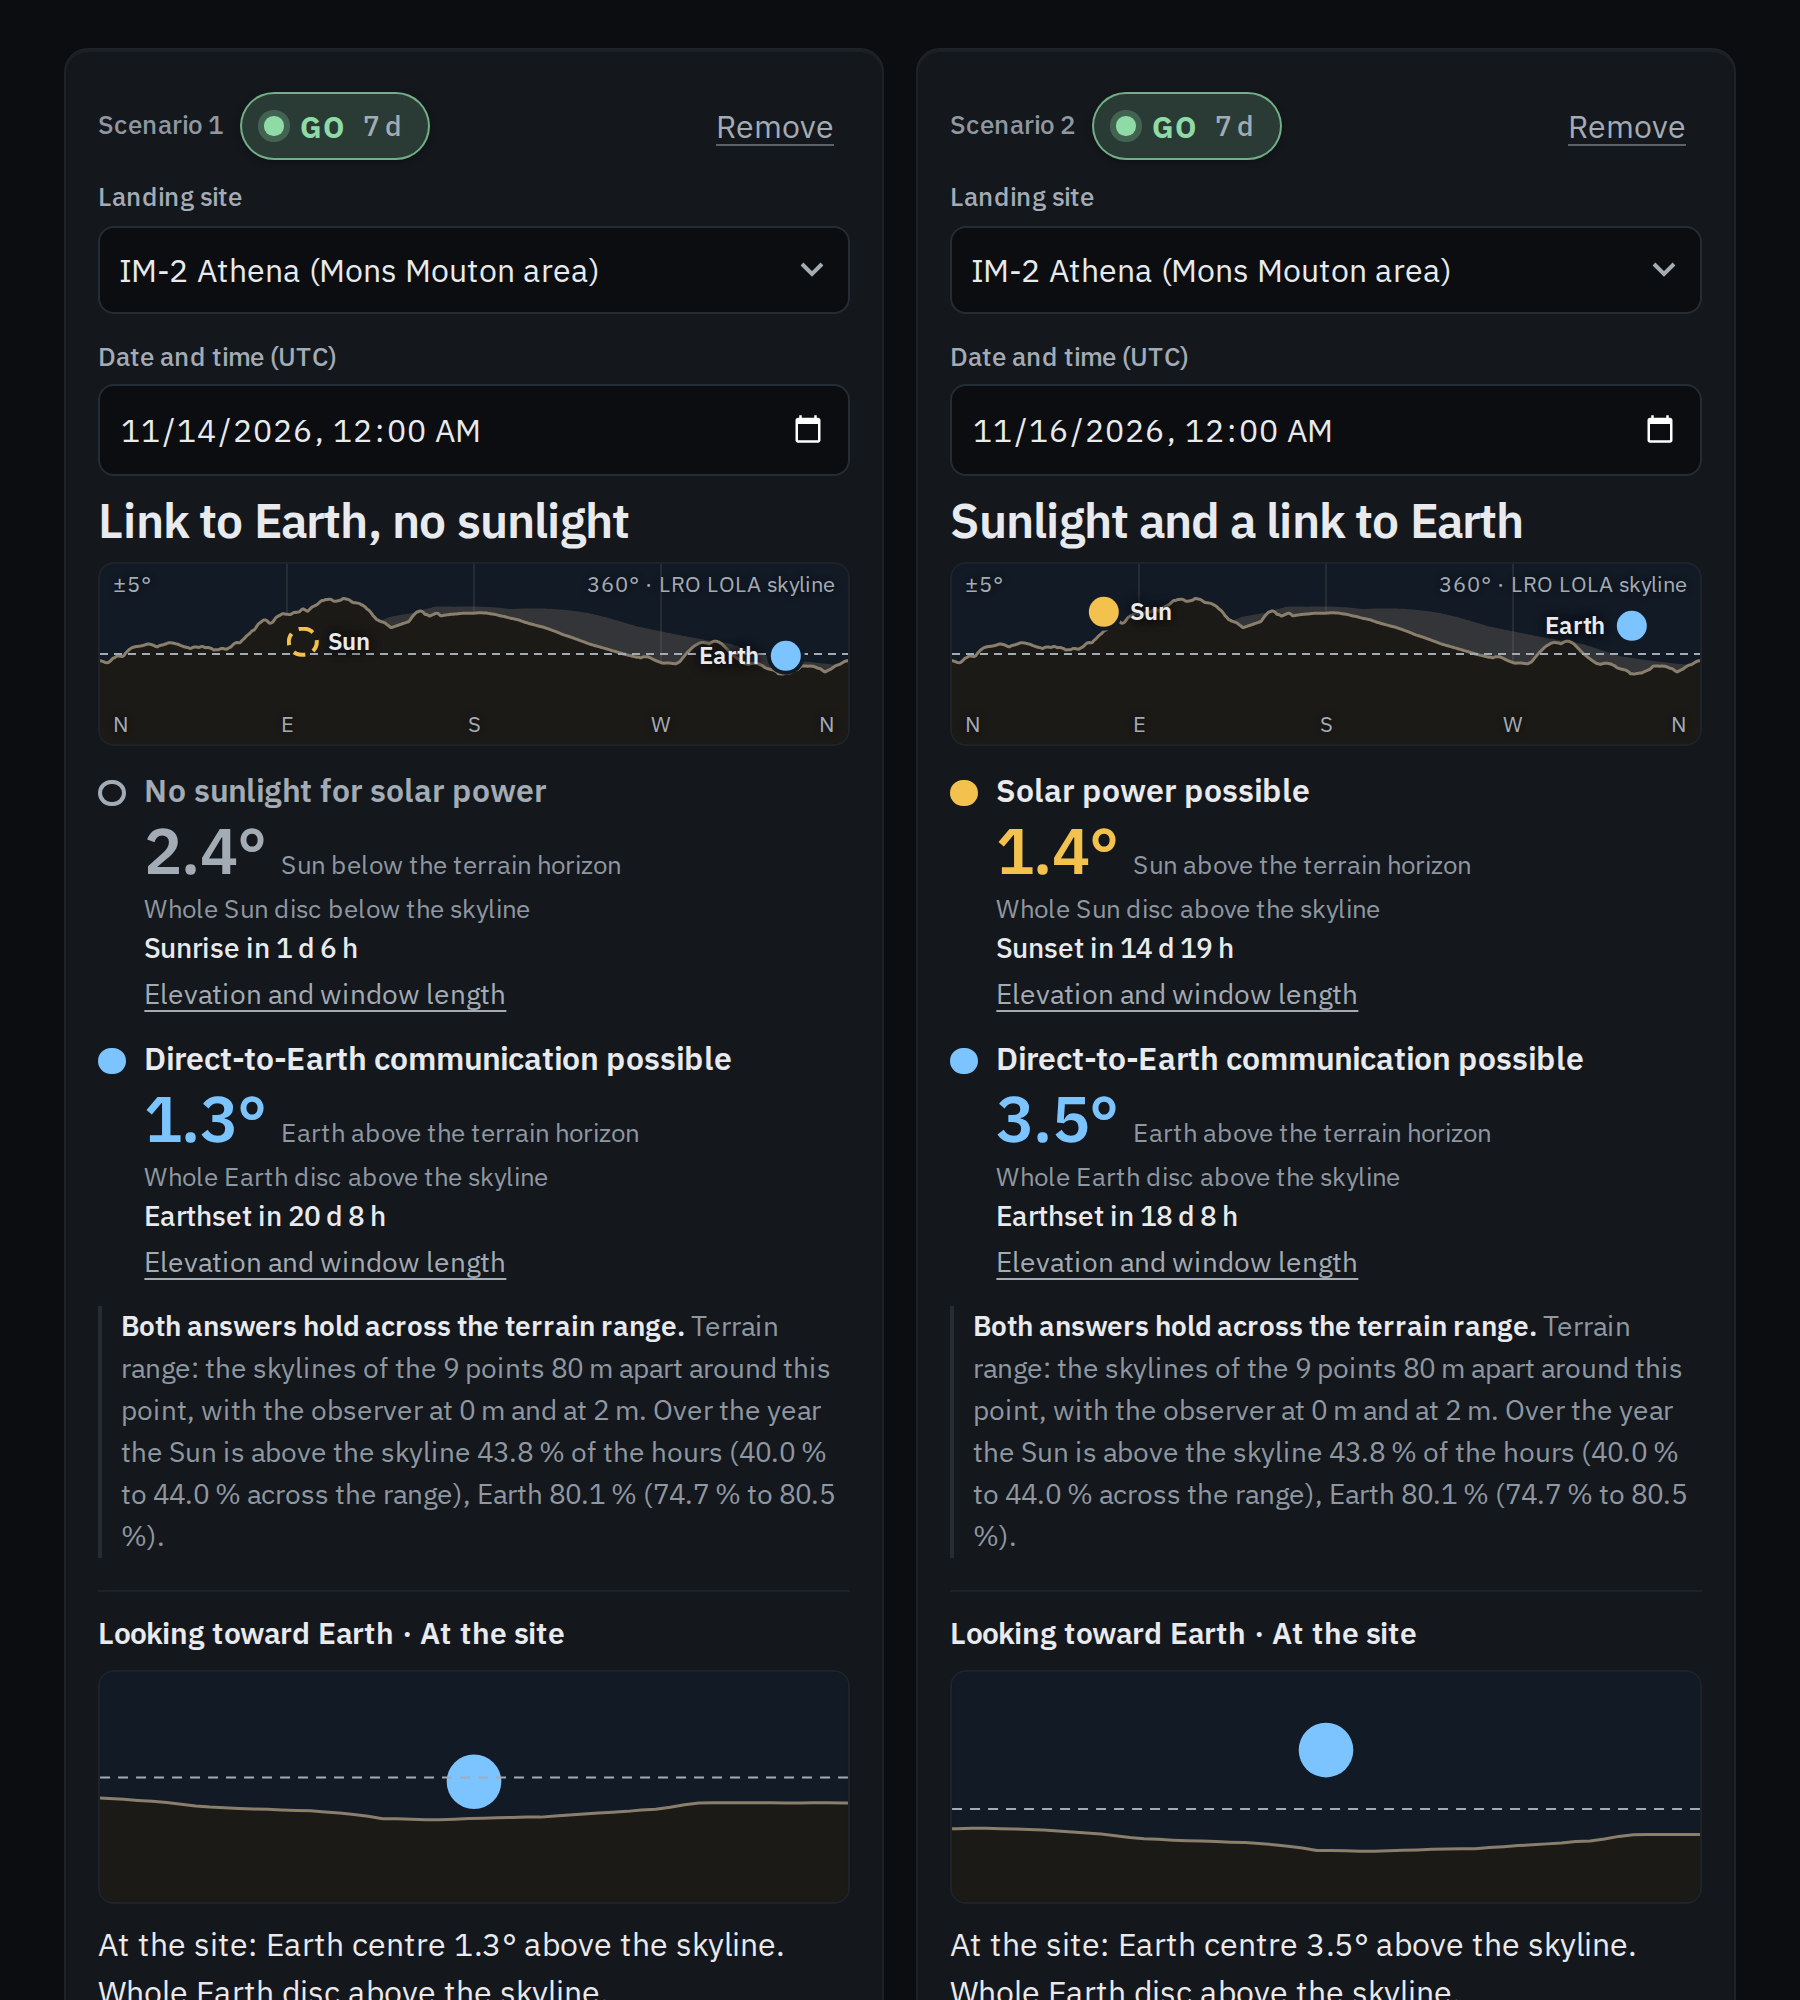 Scenario 1 GO 7 d Remove
Landing site
IM-2 Athena (Mons Mouton area)
Date and time (UTC)
11/14/2026, 12:00 AM
Link to Earth, no sunlight
±5° 360° · LRO LOLA skyline
Sun
Earth
N E S W N
No sunlight for solar power
2.4° Sun below the terrain horizon
Whole Sun disc below the skyline
Sunrise in 1 d 6 h
Elevation and window length
Direct-to-Earth communication possible
1.3° Earth above the terrain horizon
Whole Earth disc above the skyline
Earthset in 20 d 8 h
Elevation and window length
Both answers hold across the terrain range. Terrain
range: the skylines of the 9 points 80 m apart around this
point, with the observer at 0 m and at 2 m. Over the year
the Sun is above the skyline 43.8 % of the hours (40.0 %
to 44.0 % across the range), Earth 80.1 % (74.7 % to 80.5
%).
Looking toward Earth · At the site
At the site: Earth centre 1.3° above the skyline.
Whole Earth disc above the skyline.
Scenario 2 GO 7 d Remove
Landing site
IM-2 Athena (Mons Mouton area)
Date and time (UTC)
11/16/2026, 12:00 AM
Sunlight and a link to Earth
±5° 360° · LRO LOLA skyline
Sun
Earth
N E S W N
Solar power possible
1.4° Sun above the terrain horizon
Whole Sun disc above the skyline
Sunset in 14 d 19 h
Elevation and window length
Direct-to-Earth communication possible
3.5° Earth above the terrain horizon
Whole Earth disc above the skyline
Earthset in 18 d 8 h
Elevation and window length
Both answers hold across the terrain range. Terrain
range: the skylines of the 9 points 80 m apart around this
point, with the observer at 0 m and at 2 m. Over the year
the Sun is above the skyline 43.8 % of the hours (40.0 %
to 44.0 % across the range), Earth 80.1 % (74.7 % to 80.5
%).
Looking toward Earth · At the site
At the site: Earth centre 3.5° above the skyline.
Whole Earth disc above the skyline.